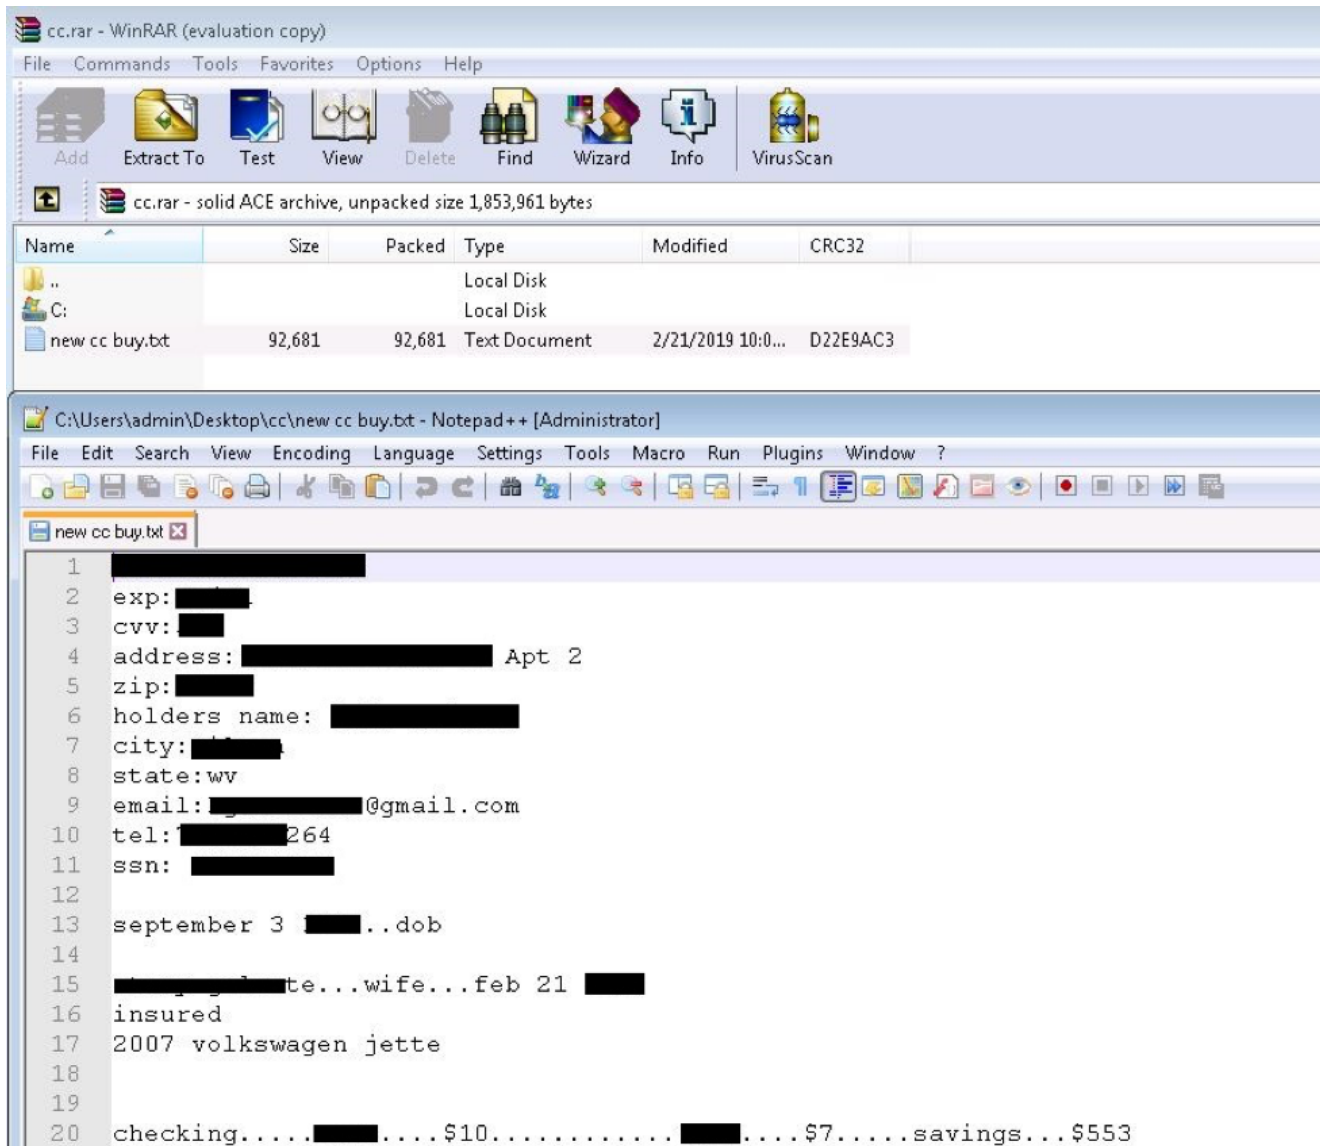 cc.rar - WinRAR (evaluation copy)
File Commands Tools Favorites Options Help
Add Extract To Test View Delete Find Wizard Info VirusScan
cc.rar - solid ACE archive, unpacked size 1,853,961 bytes
Name Size Packed Type Modified CRC32
.. Local Disk
C: Local Disk
new cc buy.txt 92,681 92,681 Text Document 2/21/2019 10:0... D22E9AC3
C:\Users\admin\Desktop\cc\new cc buy.txt - Notepad++ [Administrator]
File Edit Search View Encoding Language Settings Tools Macro Run Plugins Window ?
new cc buy.txt
1
2 exp:
3 cvv:
4 address: Apt 2
5 zip:
6 holders name:
7 city:
8 state:wv
9 email: @gmail.com
10 tel: 264
11 ssn:
12
13 september 3 ..dob
14
15 te...wife...feb 21
16 insured
17 2007 volkswagen jette
18
19
20 checking..... ....$10............ ....$7.....savings...$553